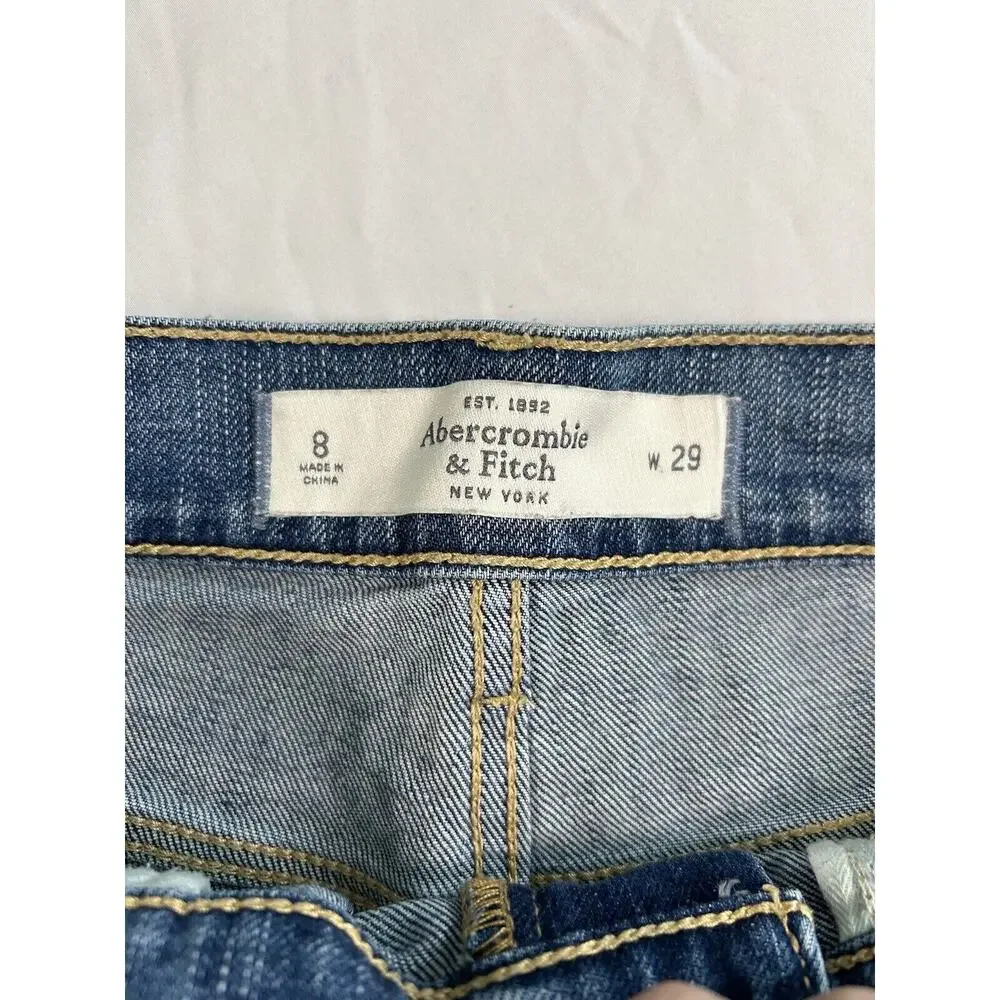 8
MADE IN
CHINA
EST. 1892
Abercrombie
& Fitch
NEW YORK
W. 29